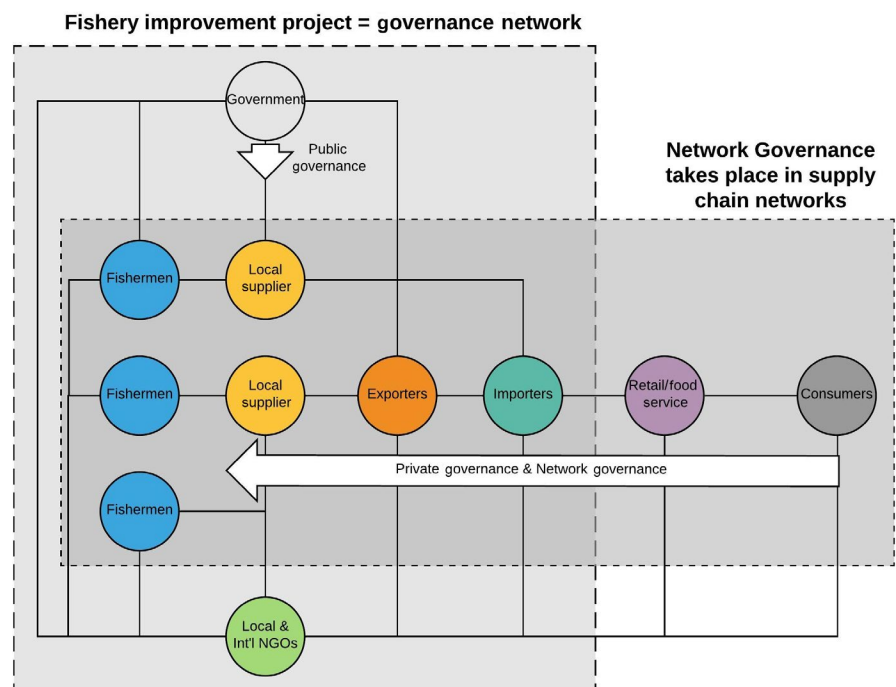 Fishery improvement project = governance network
Government
Public
governance
Network Governance
takes place in supply
chain networks
Fishermen
Local
supplier
Fishermen
Local
supplier
Exporters
Importers
Retail/food
service
Consumers
Private governance & Network governance
Fishermen
Local &
Int'l NGOs